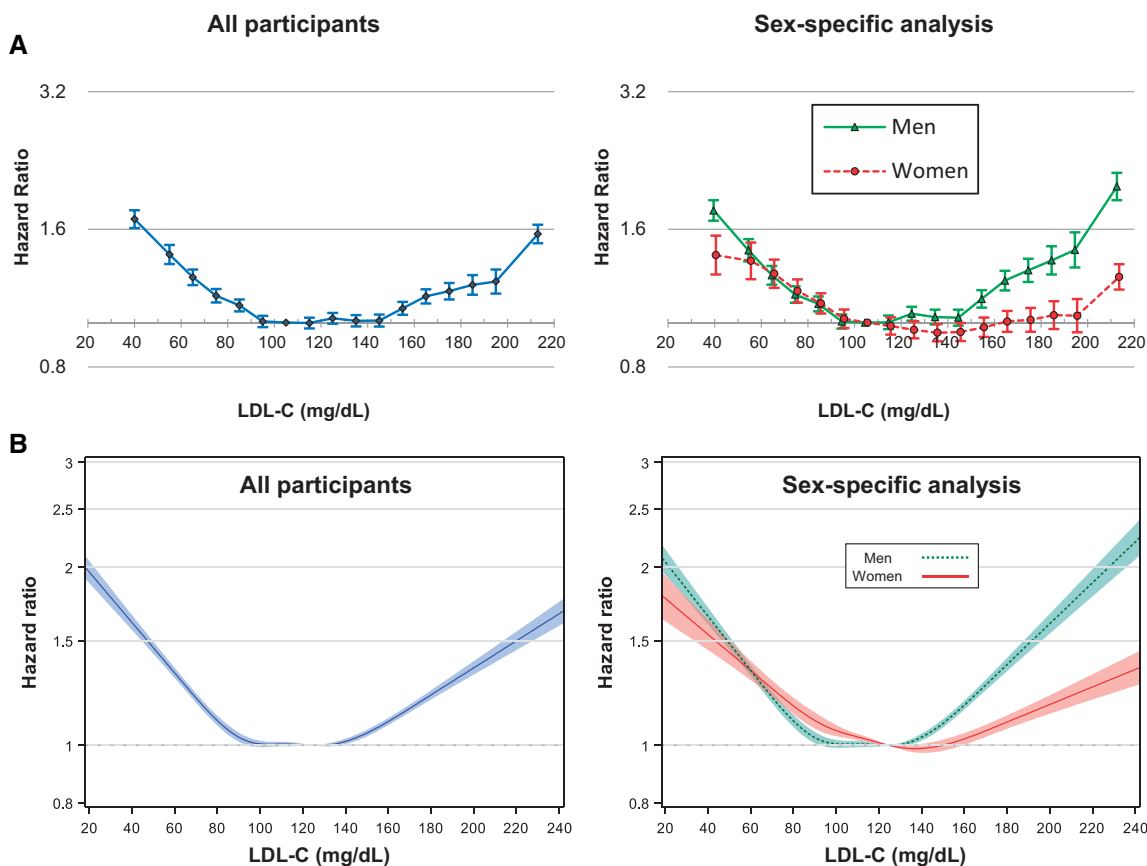 All participants
Sex-specific analysis
A
3.2
1.6
0.8
Hazard Ratio
20 40 60 80 100 120 140 160 180 200 220
LDL-C (mg/dL)
3.2
1.6
0.8
Hazard Ratio
Men
Women
20 40 60 80 100 120 140 160 180 200 220
LDL-C (mg/dL)
B
All participants
3
2.5
2
1.5
1
0.8
Hazard ratio
20 40 60 80 100 120 140 160 180 200 220 240
LDL-C (mg/dL)
Sex-specific analysis
3
2.5
2
1.5
1
0.8
Hazard ratio
Men
Women
20 40 60 80 100 120 140 160 180 200 220 240
LDL-C (mg/dL)